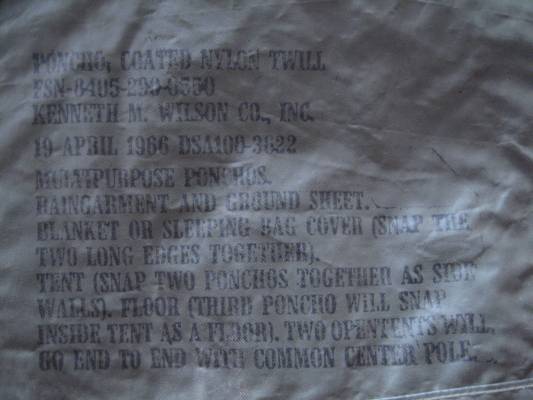 PONCHO, COATED NYLON TWILL
FSN-8405-290-0550
KENNETH M. WILSON CO., INC.
19 APRIL 1966 DSA100-3822
MULTIPURPOSE PONCHOS.
RAINGARMENT AND GROUND SHEET.
BLANKET OR SLEEPING BAG COVER (SNAP THE
TWO LONG EDGES TOGETHER).
TENT (SNAP TWO PONCHOS TOGETHER AS SIDE
WALLS). FLOOR (THIRD PONCHO WILL SNAP
INSIDE TENT AS A FLOOR). TWO OPENTENTS WILL
GO END TO END WITH COMMON CENTER POLE.